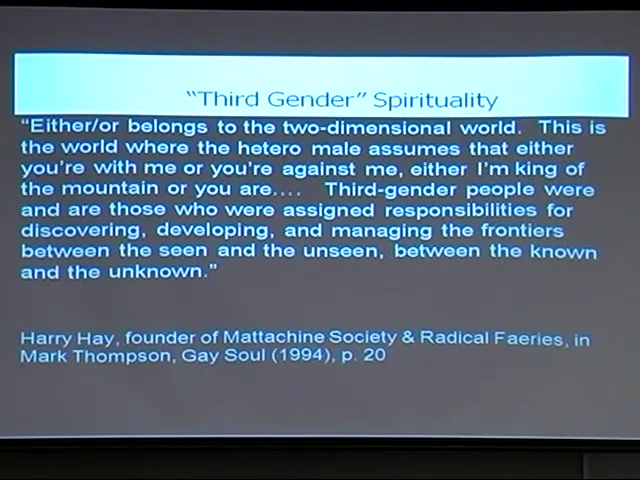 “Third Gender” Spirituality
“Either/or belongs to the two-dimensional world. This is
the world where the hetero male assumes that either
you’re with me or you’re against me, either I’m king of
the mountain or you are…. Third-gender people were
and are those who were assigned responsibilities for
discovering, developing, and managing the frontiers
between the seen and the unseen, between the known
and the unknown.”
Harry Hay, founder of Mattachine Society & Radical Faeries, in
Mark Thompson, Gay Soul (1994), p. 20